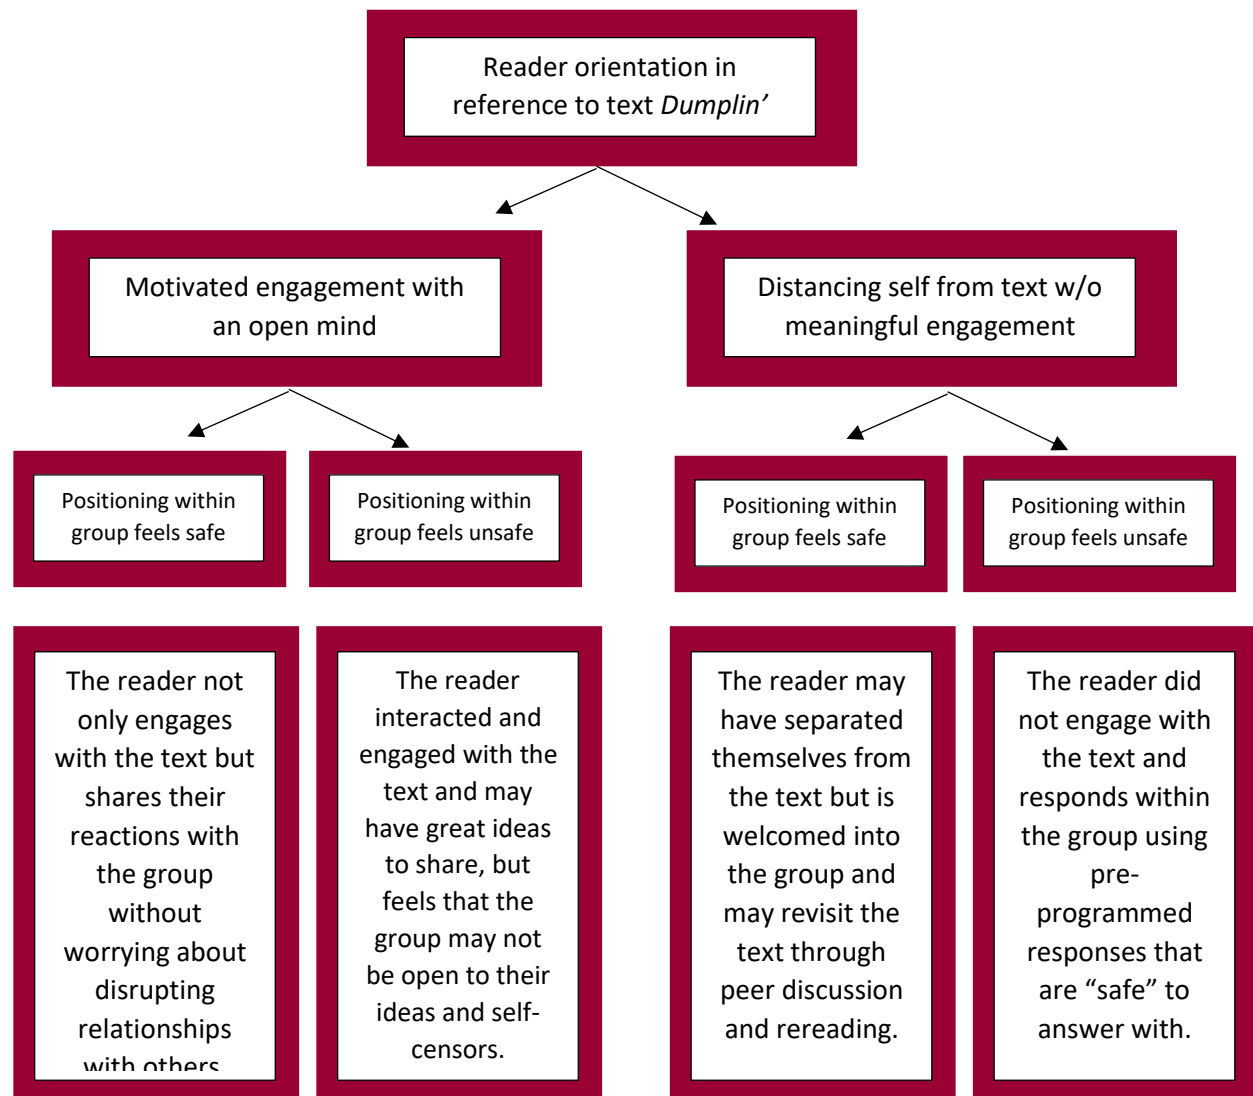 Reader orientation in
reference to text Dumplin’
Motivated engagement with
an open mind
Distancing self from text w/o
meaningful engagement
Positioning within
group feels safe
Positioning within
group feels unsafe
Positioning within
group feels safe
Positioning within
group feels unsafe
The reader not
only engages
with the text but
shares their
reactions with
the group
without
worrying about
disrupting
relationships
with others
The reader
interacted and
engaged with the
text and may
have great ideas
to share, but
feels that the
group may not
be open to their
ideas and self-
censors.
The reader may
have separated
themselves from
the text but is
welcomed into
the group and
may revisit the
text through
peer discussion
and rereading.
The reader did
not engage with
the text and
responds within
the group using
pre-
programmed
responses that
are “safe” to
answer with.